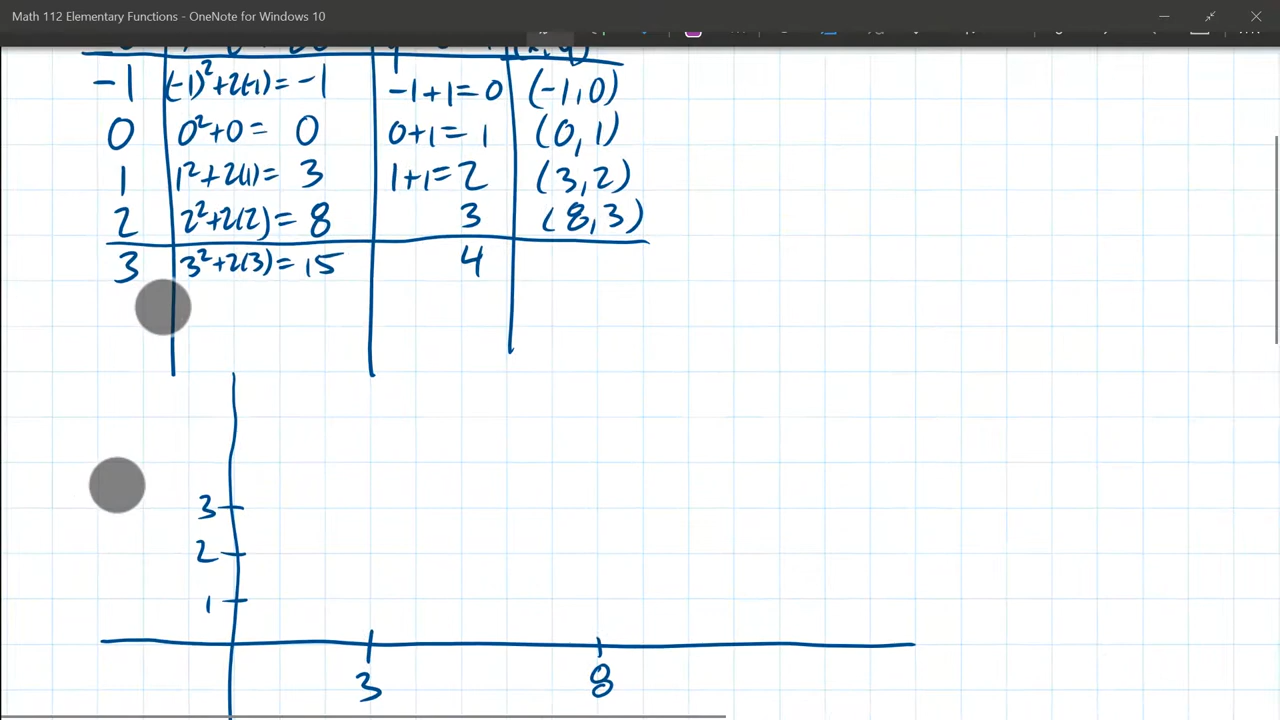 Math 112 Elementary Functions - OneNote for Windows 10
-1 (-1)²+2(-1)= -1 -1+1=0 (-1,0)
0 0²+0= 0 0+1= 1 (0,1)
1 1²+2(1)= 3 1+1=2 (3,2)
2 2²+2(2)= 8 3 (8,3)
3 3²+2(3)= 15 4
3
2
1
3 8